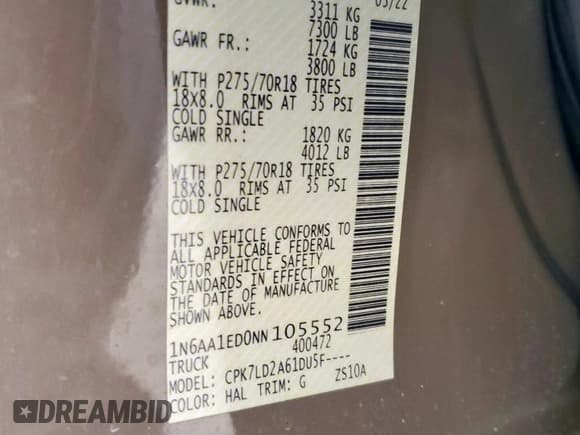 GVWR: 3311 KG 03/22
7300 LB
GAWR FR.: 1724 KG
3800 LB
WITH P275/70R18 TIRES
18X8.0 RIMS AT 35 PSI
COLD SINGLE
GAWR RR.: 1820 KG
4012 LB
WITH P275/70R18 TIRES
18X8.0 RIMS AT 35 PSI
COLD SINGLE
THIS VEHICLE CONFORMS TO
ALL APPLICABLE FEDERAL
MOTOR VEHICLE SAFETY
STANDARDS IN EFFECT ON
THE DATE OF MANUFACTURE
SHOWN ABOVE.
1N6AA1ED0NN105552
TRUCK 400472
MODEL: CPK7LD2A61DU5F----
COLOR: HAL TRIM: G ZS10A
DREAMBID